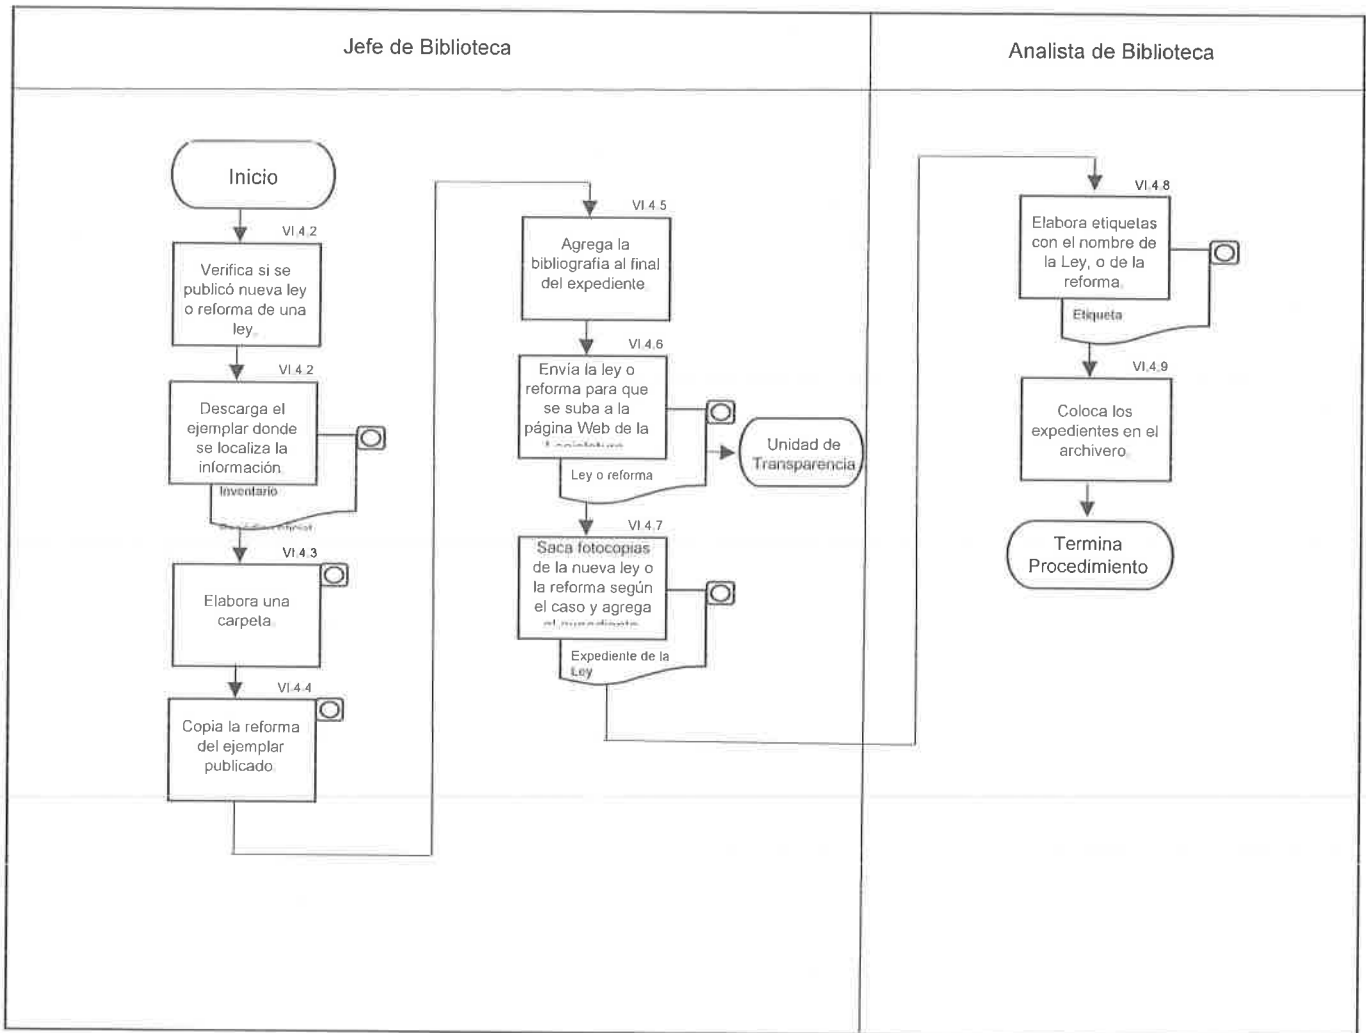 Jefe de Biblioteca
Analista de Biblioteca
Inicio
VI.4.2
Verifica si se
publicó nueva ley
o reforma de una
ley.
VI.4.2
Descarga el
ejemplar donde
se localiza la
información.
Inventario
VI.4.3
Elabora una
carpeta.
VI.4.4
Copia la reforma
del ejemplar
publicado.
VI.4.5
Agrega la
bibliografía al final
del expediente.
VI.4.6
Envía la ley o
reforma para que
se suba a la
página Web de la
Ley o reforma
Unidad de
Transparencia
VI.4.7
Saca fotocopias
de la nueva ley o
la reforma según
el caso y agrega
Expediente de la
Ley
VI.4.8
Elabora etiquetas
con el nombre de
la Ley, o de la
reforma.
Etiqueta
VI.4.9
Coloca los
expedientes en el
archivero.
Termina
Procedimiento